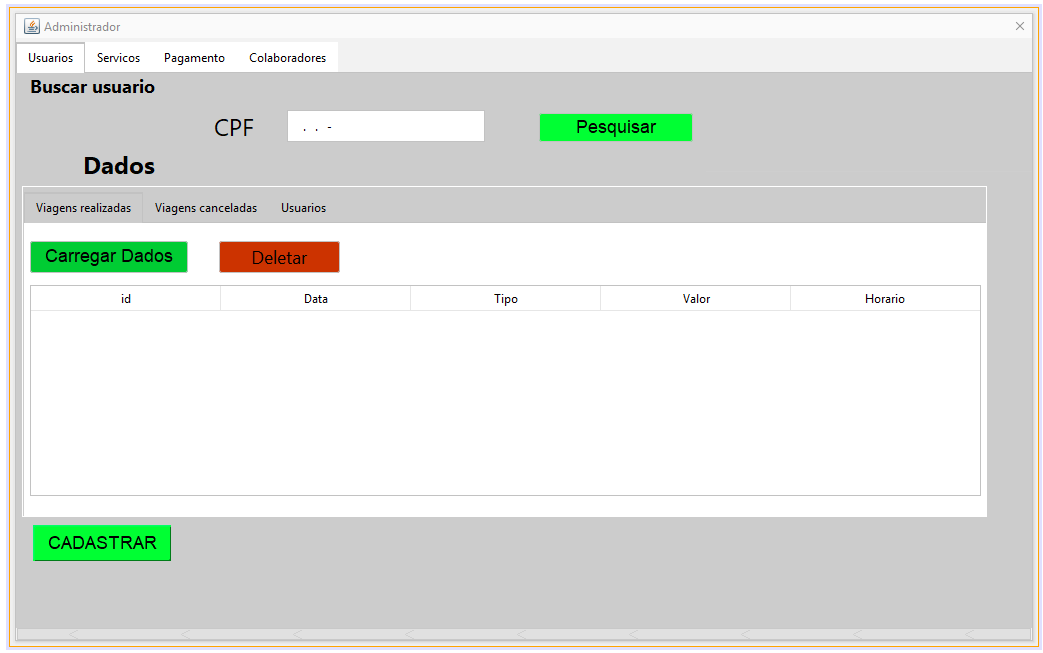 Administrador
Usuarios Servicos Pagamento Colaboradores
Buscar usuario
CPF . . - Pesquisar
Dados
Viagens realizadas Viagens canceladas Usuarios
Carregar Dados Deletar
id Data Tipo Valor Horario
CADASTRAR